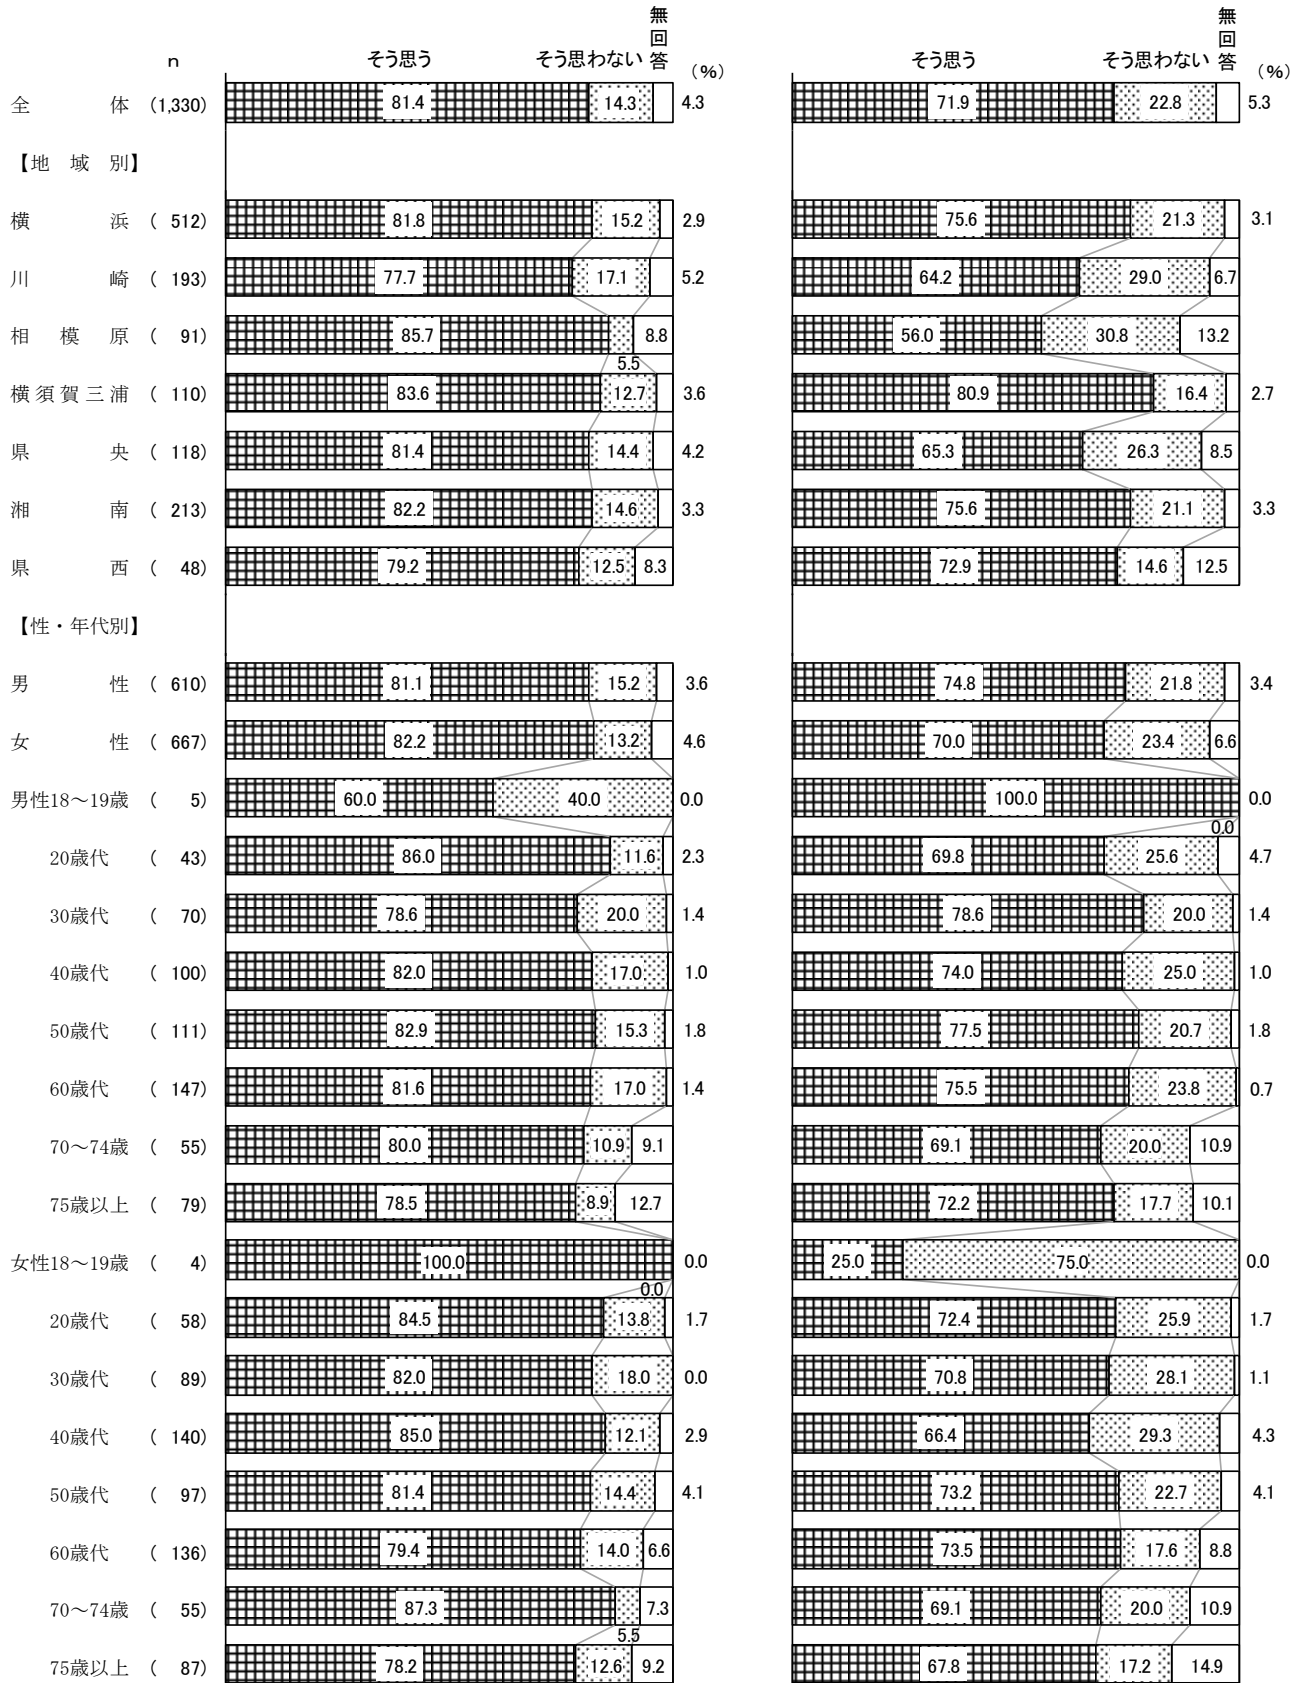 無回答 無回答
n そう思う そう思わない (%) そう思う そう思わない (%)
全体 (1,330) 81.4 14.3 4.3 71.9 22.8 5.3
【地 域 別】
横浜 ( 512) 81.8 15.2 2.9 75.6 21.3 3.1
川崎 ( 193) 77.7 17.1 5.2 64.2 29.0 6.7
相模原 ( 91) 85.7 5.5 8.8 56.0 30.8 13.2
横須賀三浦 ( 110) 83.6 12.7 3.6 80.9 16.4 2.7
県央 ( 118) 81.4 14.4 4.2 65.3 26.3 8.5
湘南 ( 213) 82.2 14.6 3.3 75.6 21.1 3.3
県西 ( 48) 79.2 12.5 8.3 72.9 14.6 12.5
【性・年代別】
男性 ( 610) 81.1 15.2 3.6 74.8 21.8 3.4
女性 ( 667) 82.2 13.2 4.6 70.0 23.4 6.6
男性18～19歳 ( 5) 60.0 40.0 0.0 100.0 0.0 0.0
20歳代 ( 43) 86.0 11.6 2.3 69.8 25.6 4.7
30歳代 ( 70) 78.6 20.0 1.4 78.6 20.0 1.4
40歳代 ( 100) 82.0 17.0 1.0 74.0 25.0 1.0
50歳代 ( 111) 82.9 15.3 1.8 77.5 20.7 1.8
60歳代 ( 147) 81.6 17.0 1.4 75.5 23.8 0.7
70～74歳 ( 55) 80.0 10.9 9.1 69.1 20.0 10.9
75歳以上 ( 79) 78.5 8.9 12.7 72.2 17.7 10.1
女性18～19歳 ( 4) 100.0 0.0 0.0 25.0 75.0 0.0
20歳代 ( 58) 84.5 13.8 1.7 72.4 25.9 1.7
30歳代 ( 89) 82.0 18.0 0.0 70.8 28.1 1.1
40歳代 ( 140) 85.0 12.1 2.9 66.4 29.3 4.3
50歳代 ( 97) 81.4 14.4 4.1 73.2 22.7 4.1
60歳代 ( 136) 79.4 14.0 6.6 73.5 17.6 8.8
70～74歳 ( 55) 87.3 5.5 7.3 69.1 20.0 10.9
75歳以上 ( 87) 78.2 12.6 9.2 67.8 17.2 14.9